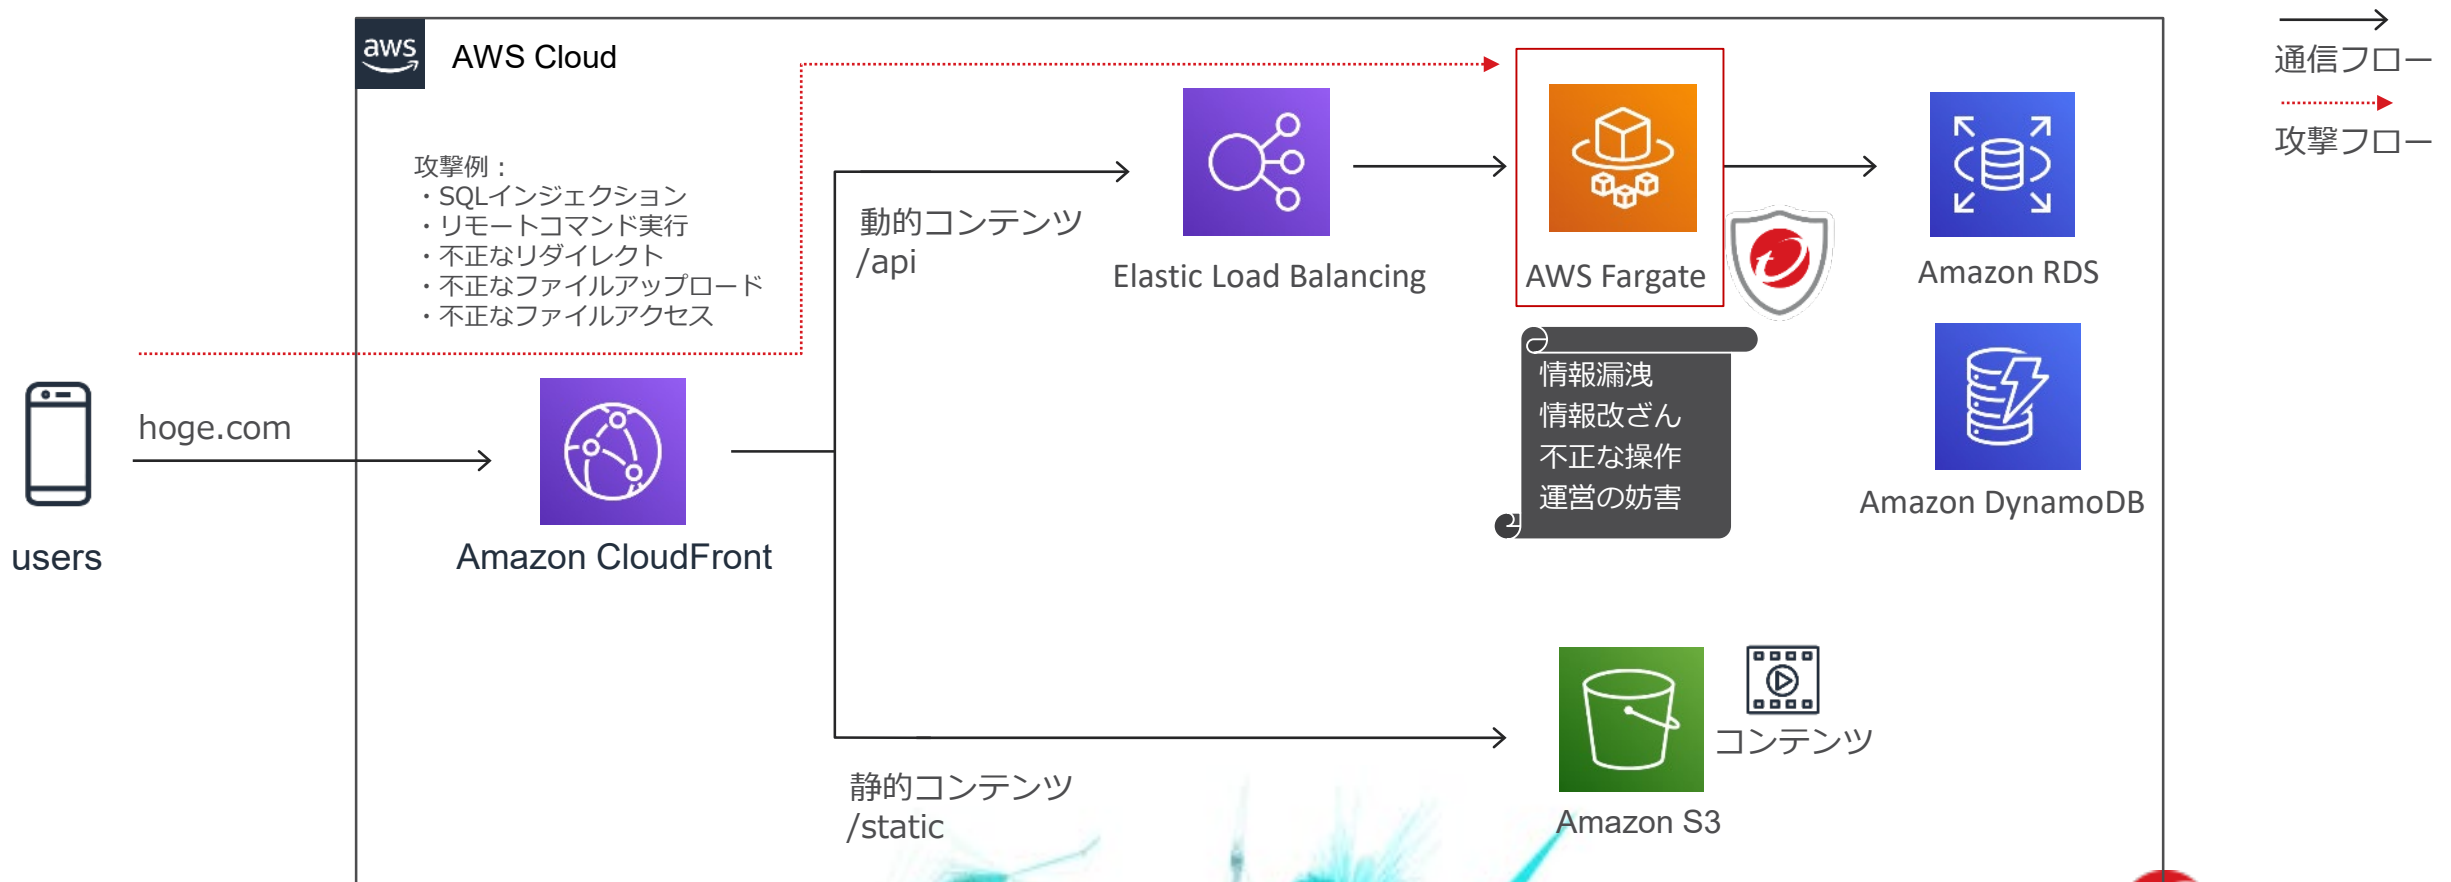 aws
AWS Cloud
通信フロー
攻撃フロー
攻撃例：
・SQLインジェクション
・リモートコマンド実行
・不正なリダイレクト
・不正なファイルアップロード
・不正なファイルアクセス
動的コンテンツ
/api
Elastic Load Balancing
AWS Fargate
Amazon RDS
情報漏洩
情報改ざん
不正な操作
運営の妨害
Amazon DynamoDB
hoge.com
users
Amazon CloudFront
コンテンツ
静的コンテンツ
/static
Amazon S3